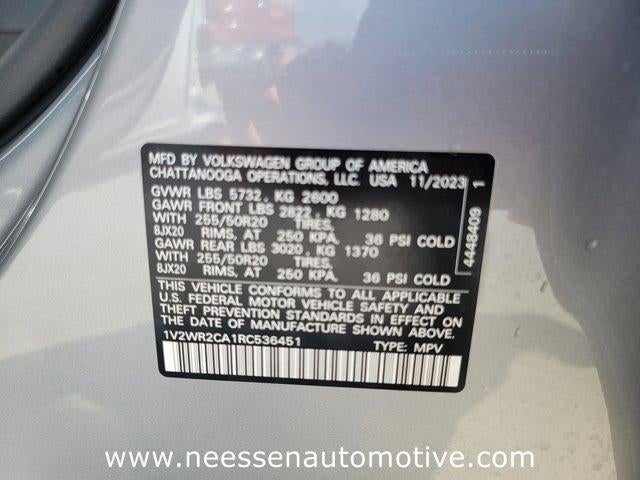 MFD BY VOLKSWAGEN GROUP OF AMERICA
CHATTANOOGA OPERATIONS, LLC. USA 11/2023
GVWR LBS 5732, KG 2600
GAWR FRONT LBS 2822, KG 1280
WITH 255/50R20 TIRES,
8JX20 RIMS, AT 250 KPA, 36 PSI COLD
GAWR REAR LBS 3020, KG 1370
WITH 255/50R20 TIRES,
8JX20 RIMS, AT 250 KPA, 36 PSI COLD
THIS VEHICLE CONFORMS TO ALL APPLICABLE
U.S. FEDERAL MOTOR VEHICLE SAFETY AND
THEFT PREVENTION STANDARDS IN EFFECT ON
THE DATE OF MANUFACTURE SHOWN ABOVE.
1V2WR2CA1RC536451 TYPE: MPV
4448409 1
www.neessenautomotive.com